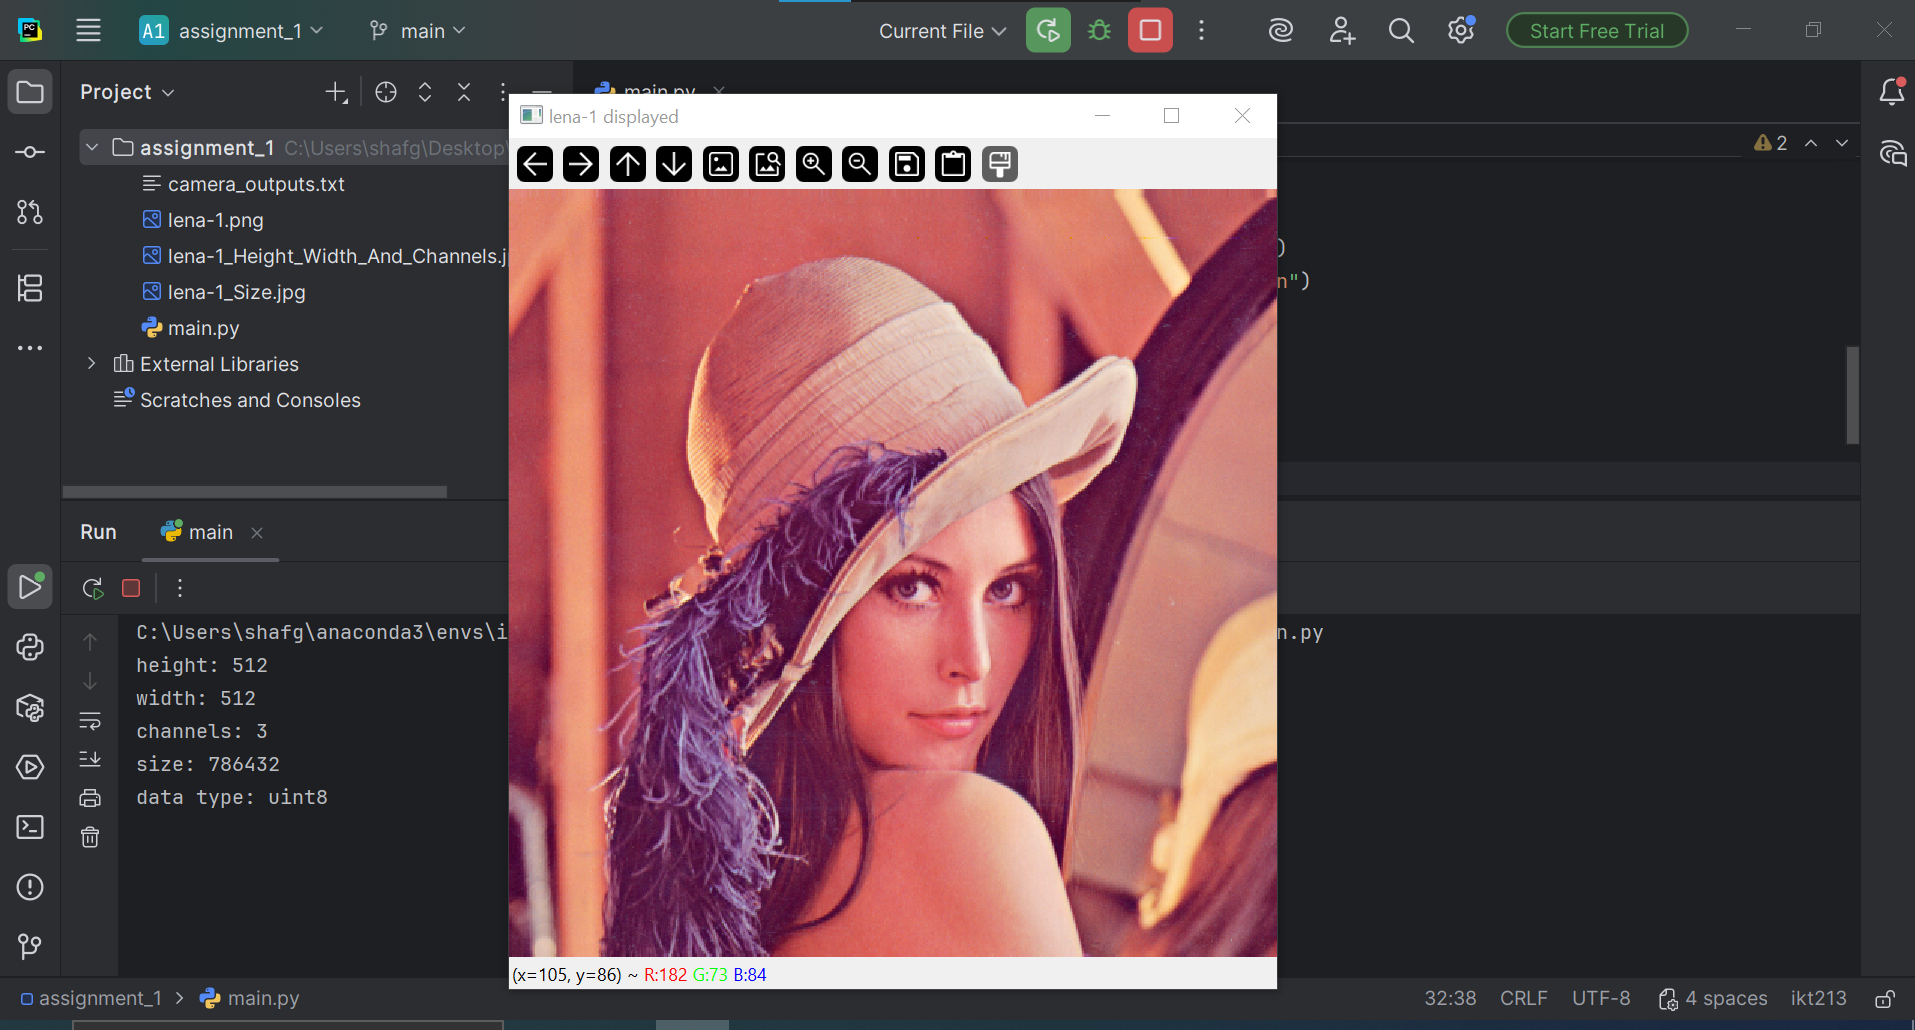 PC
A1 assignment_1 main Current File Start Free Trial
Project
main.py
assignment_1 C:\Users\shafg\Desktop\
camera_outputs.txt
lena-1.png
lena-1_Height_Width_And_Channels.j
lena-1_Size.jpg
main.py
External Libraries
Scratches and Consoles
2
)
n")
lena-1 displayed
(x=105, y=86) ~ R:182 G:73 B:84
Run main
C:\Users\shafg\anaconda3\envs\i n.py
height: 512
width: 512
channels: 3
size: 786432
data type: uint8
assignment_1 > main.py 32:38 CRLF UTF-8 4 spaces ikt213